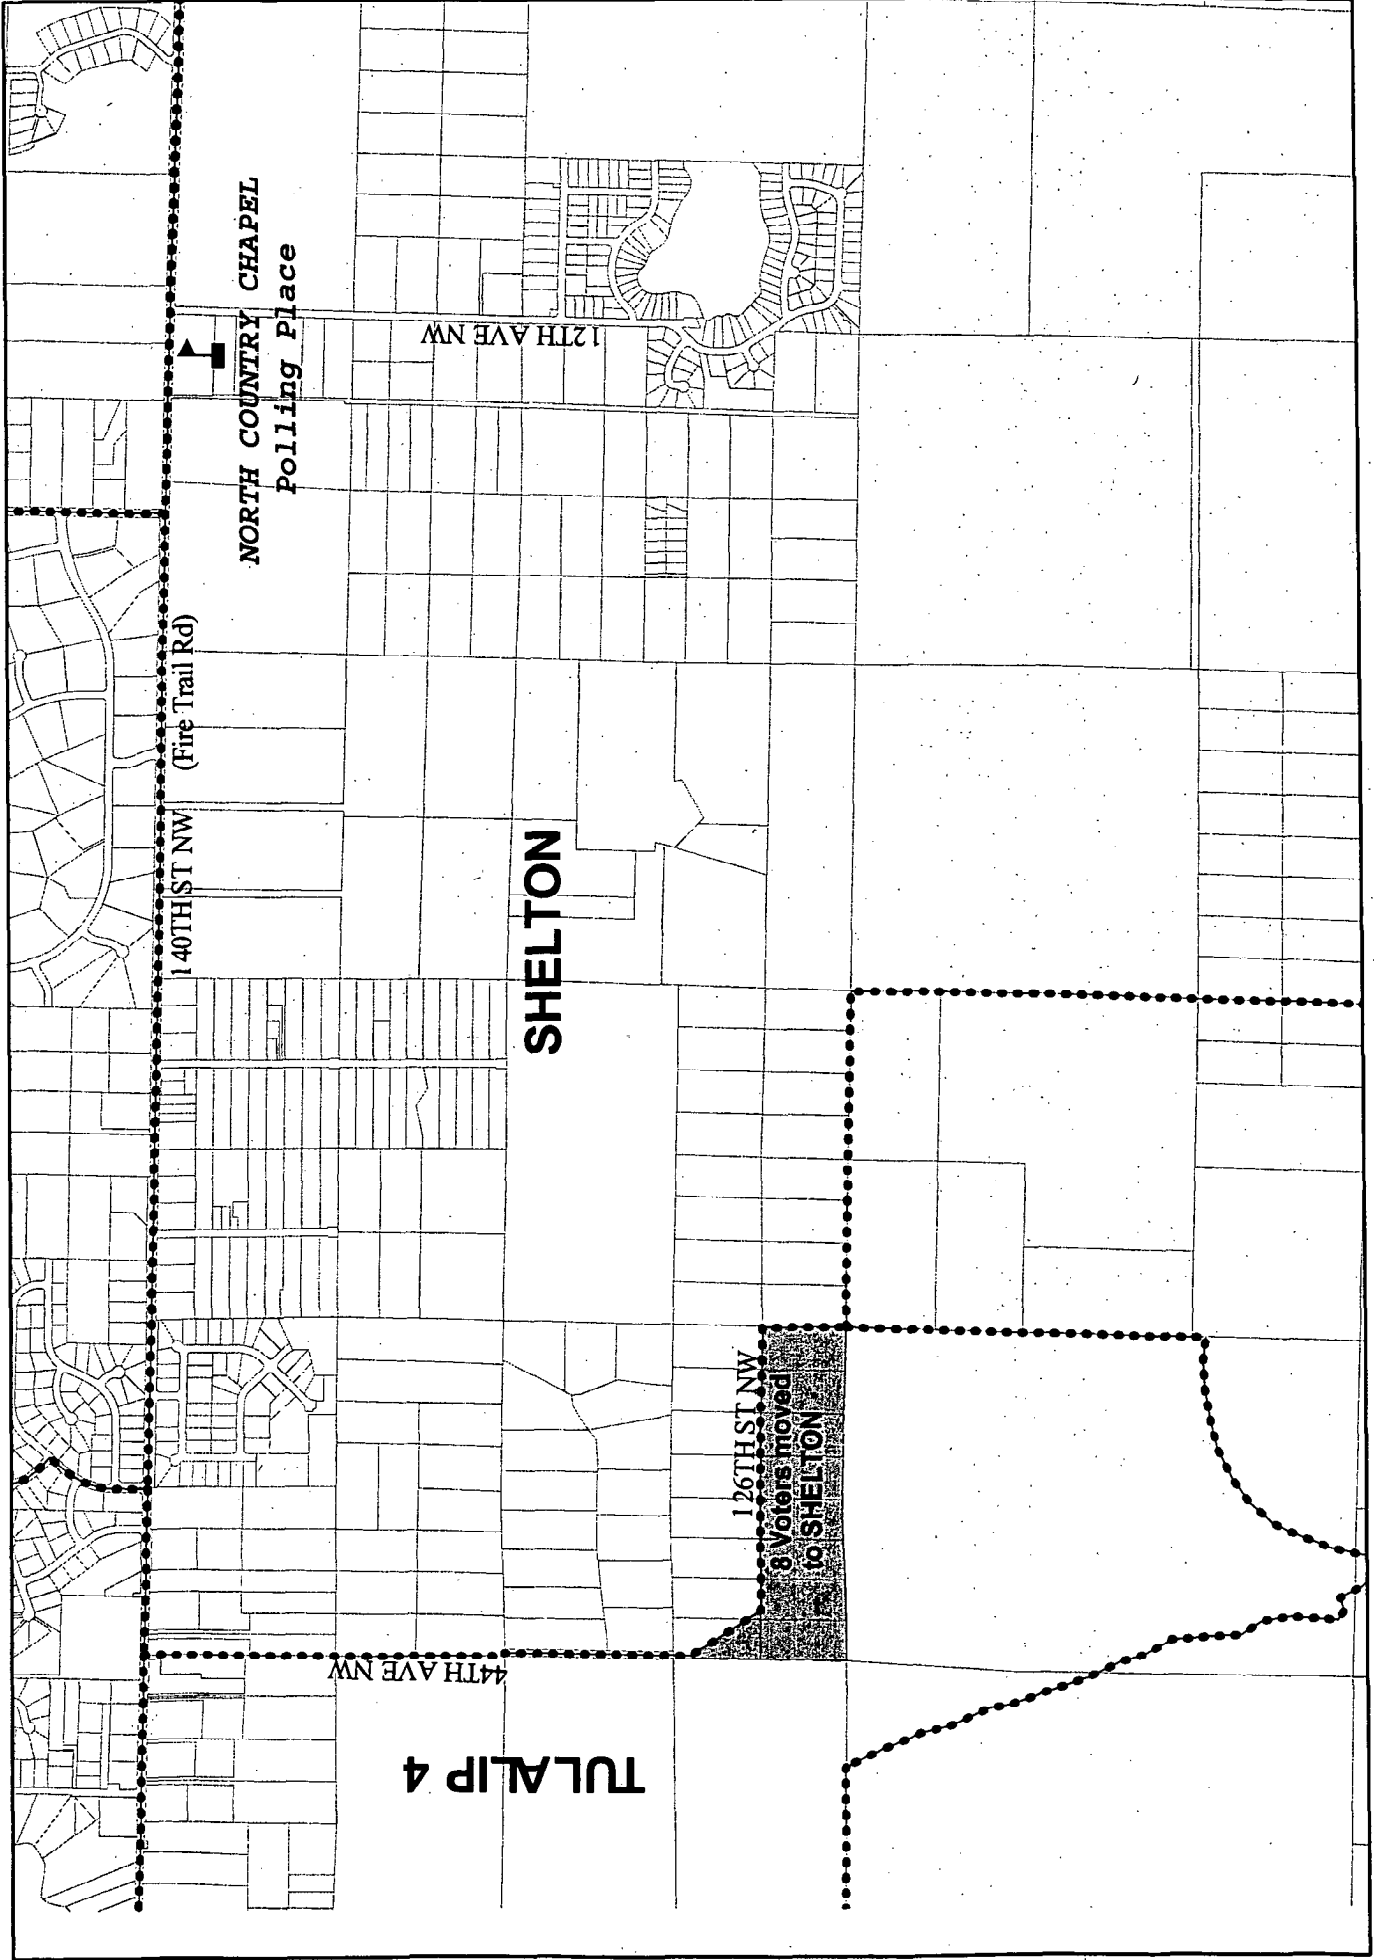 NORTH COUNTRY CHAPEL
Polling Place
12TH AVE NW
140TH ST NW
(Fire Trail Rd)
SHELTON
126TH ST NW
8 Voters moved
to SHELTON
44TH AVE NW
TULALIP 4